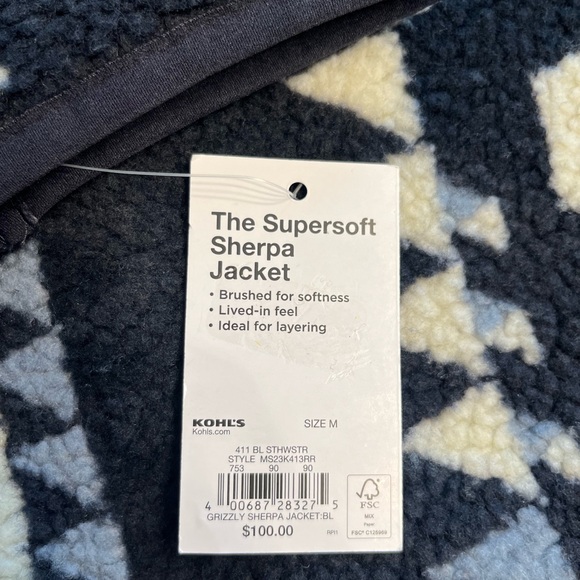 The Supersoft
Sherpa
Jacket
• Brushed for softness
• Lived-in feel
• Ideal for layering
KOHL'S SIZE M
Kohls.com
411 BL STHWSTR
STYLE MS23K413RR
753 90 90
4 00687 28327 5
GRIZZLY SHERPA JACKET:BL
$100.00
FSC
MIX
Paper